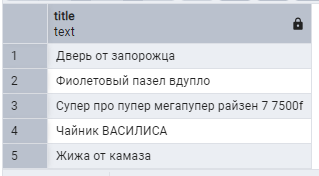 title
text
1 Дверь от запорожца
2 Фиолетовый пазел вдупло
3 Супер про пупер мегапупер райзен 7 7500f
4 Чайник ВАСИЛИСА
5 Жижа от камаза